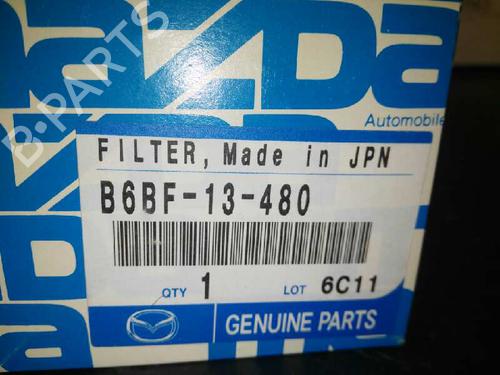 mazda
Automobile
B-PARTS
FILTER, Made in JPN
B6BF-13-480
QTY 1 LOT 6C11
GENUINE PARTS